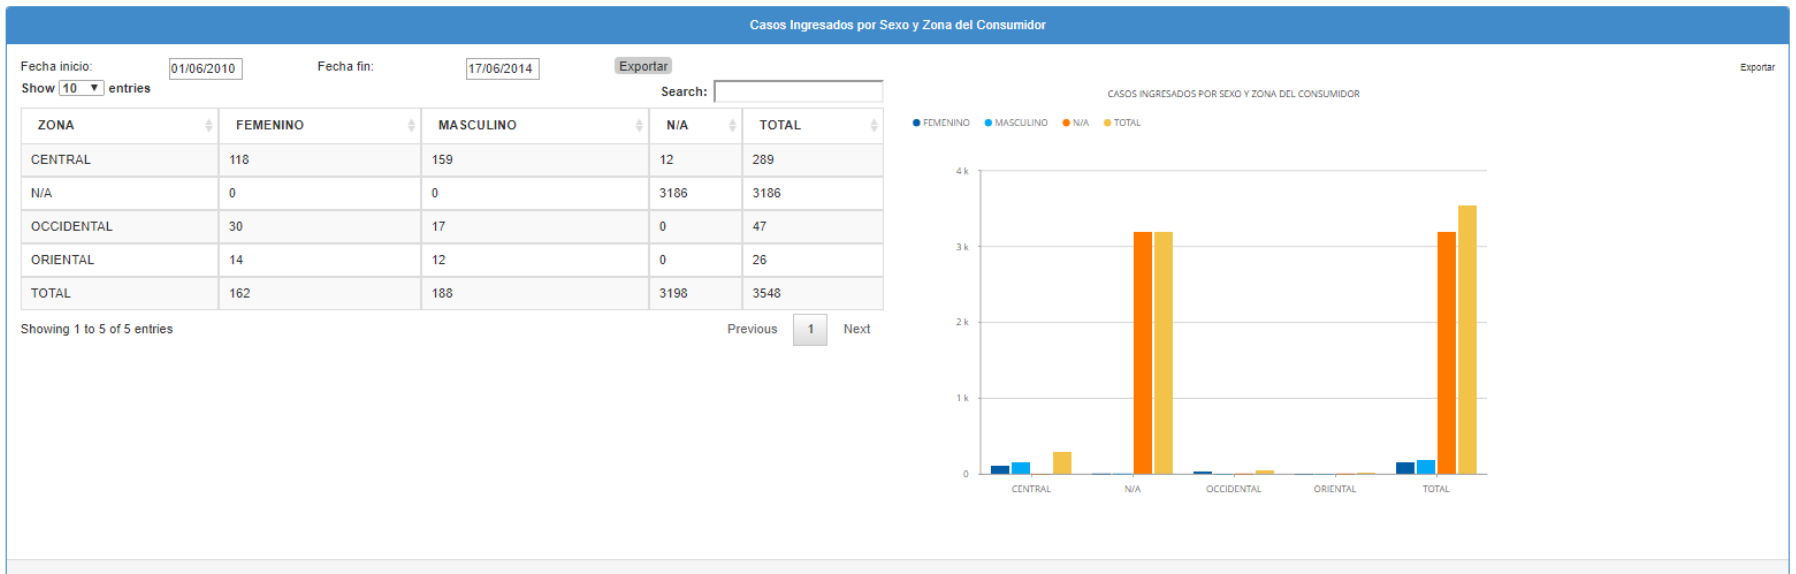 Casos Ingresados por Sexo y Zona del Consumidor
Fecha inicio: 01/06/2010 Fecha fin: 17/06/2014 Exportar
Show 10 entries Search:
ZONA FEMENINO MASCULINO N/A TOTAL
CENTRAL 118 159 12 289
N/A 0 0 3186 3186
OCCIDENTAL 30 17 0 47
ORIENTAL 14 12 0 26
TOTAL 162 188 3198 3548
Showing 1 to 5 of 5 entries Previous 1 Next
Exportar
CASOS INGRESADOS POR SEXO Y ZONA DEL CONSUMIDOR
FEMENINO MASCULINO N/A TOTAL
4 k
3 k
2 k
1 k
0
CENTRAL N/A OCCIDENTAL ORIENTAL TOTAL